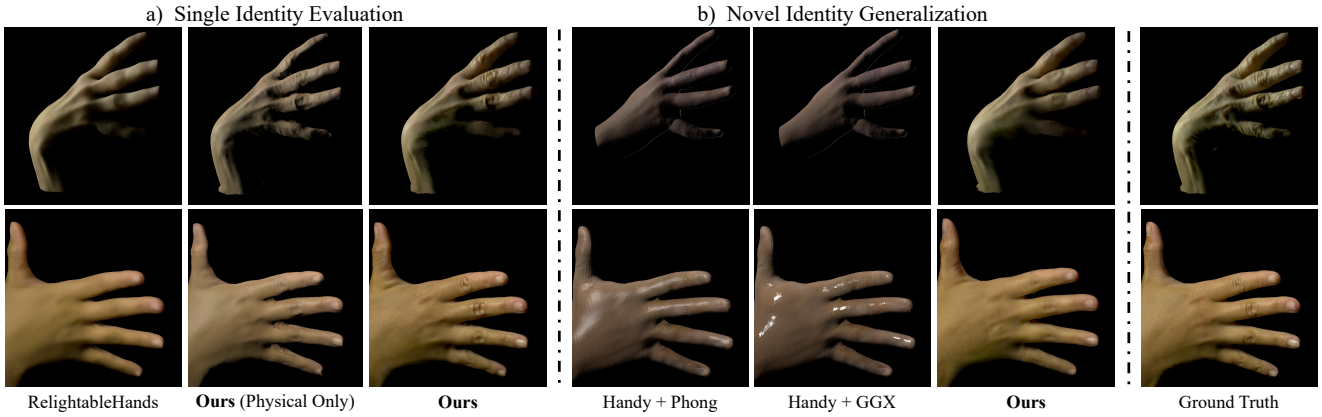 a) Single Identity Evaluation
b) Novel Identity Generalization
RelightableHands
Ours (Physical Only)
Ours
Handy + Phong
Handy + GGX
Ours
Ground Truth